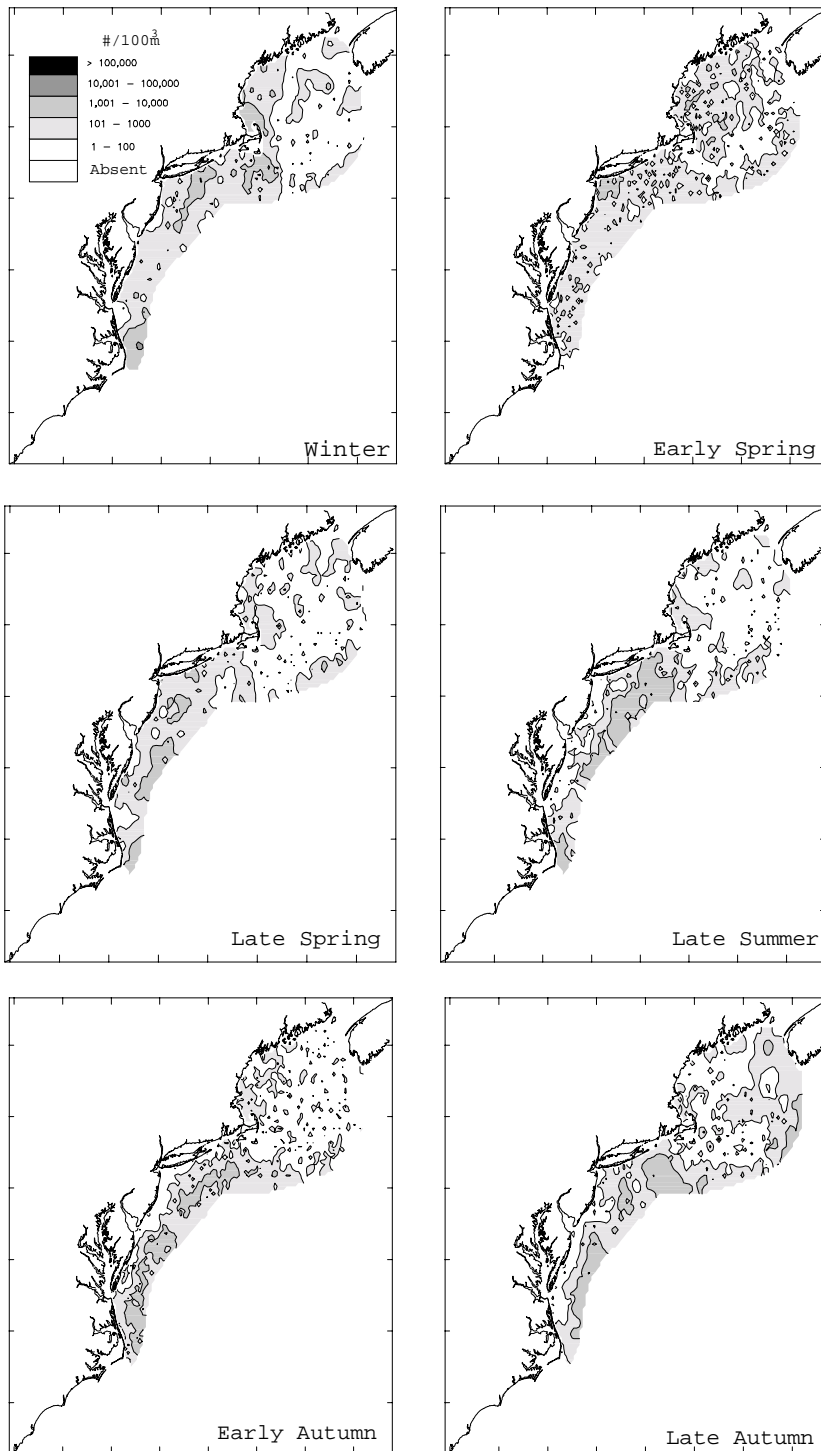 #/100m³
> 100,000
10,001 – 100,000
1,001 – 10,000
101 – 1000
1 – 100
Absent
Winter
Early Spring
Late Spring
Late Summer
Early Autumn
Late Autumn